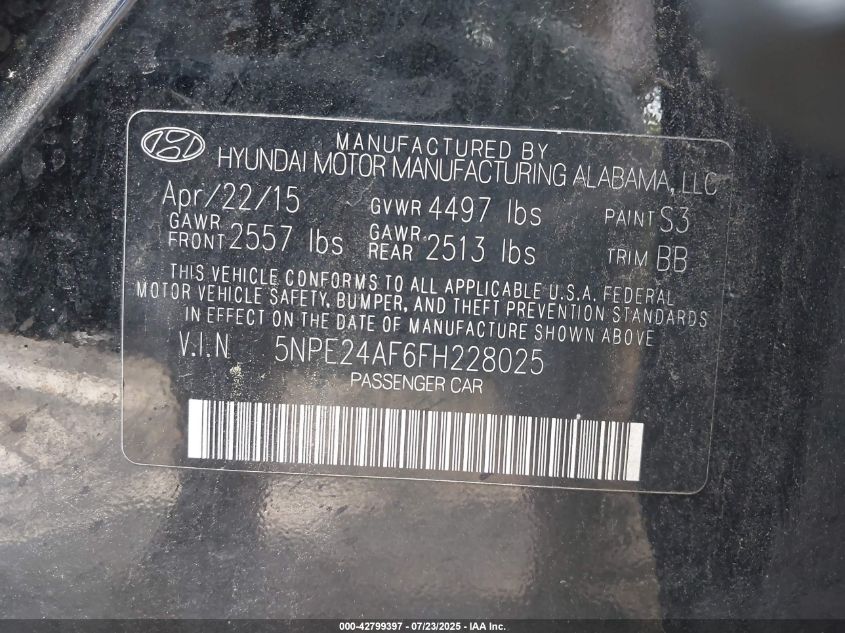 MANUFACTURED BY
HYUNDAI MOTOR MANUFACTURING ALABAMA, LLC
Apr/22/15 GVWR 4497 lbs PAINT S3
GAWR FRONT 2557 lbs GAWR REAR 2513 lbs TRIM BB
THIS VEHICLE CONFORMS TO ALL APPLICABLE U.S.A. FEDERAL
MOTOR VEHICLE SAFETY, BUMPER, AND THEFT PREVENTION STANDARDS
IN EFFECT ON THE DATE OF MANUFACTURE SHOWN ABOVE
V.I.N 5NPE24AF6FH228025
PASSENGER CAR
000-42799397 - 07/23/2025 - IAA Inc.